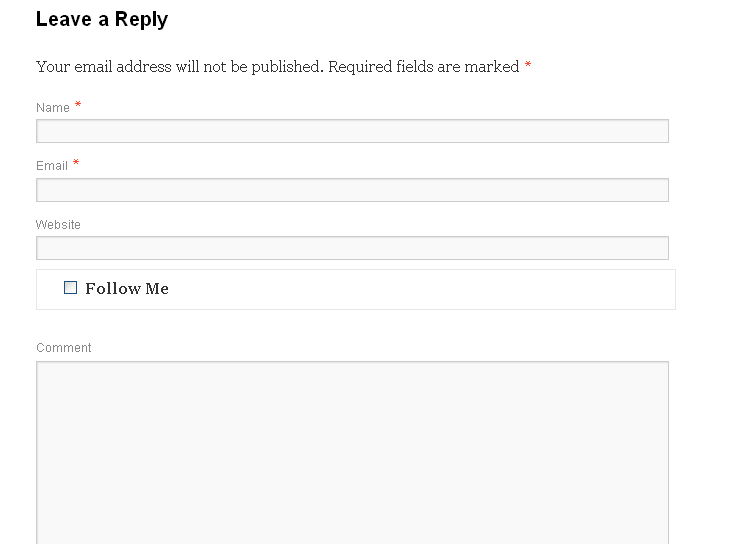 Leave a Reply
Your email address will not be published. Required fields are marked *
Name *
Email *
Website
Follow Me
Comment